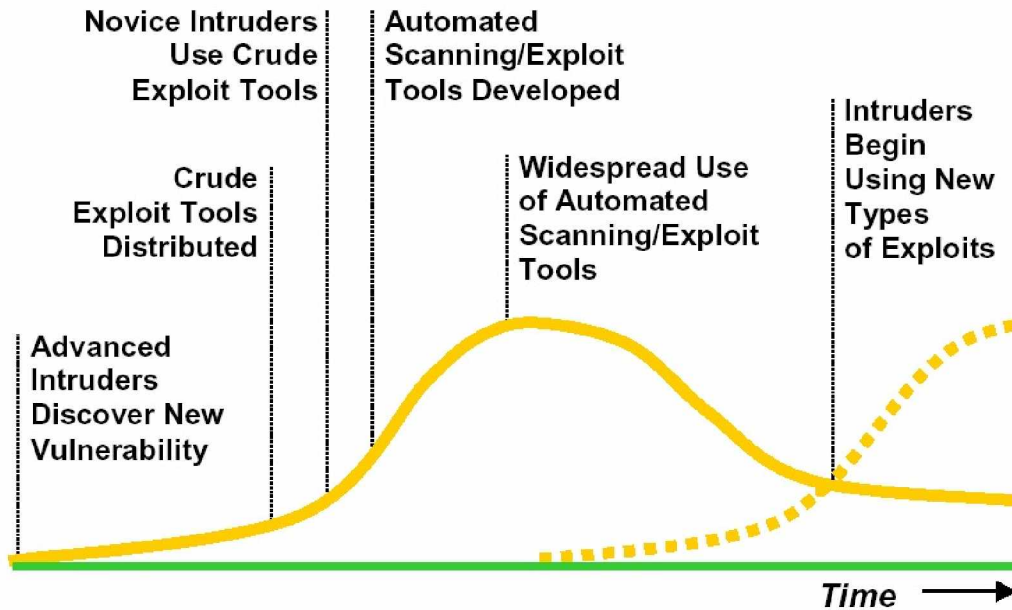 Novice Intruders
Use Crude
Exploit Tools
Automated
Scanning/Exploit
Tools Developed
Intruders
Begin
Using New
Types
of Exploits
Crude
Exploit Tools
Distributed
Widespread Use
of Automated
Scanning/Exploit
Tools
Advanced
Intruders
Discover New
Vulnerability
Time